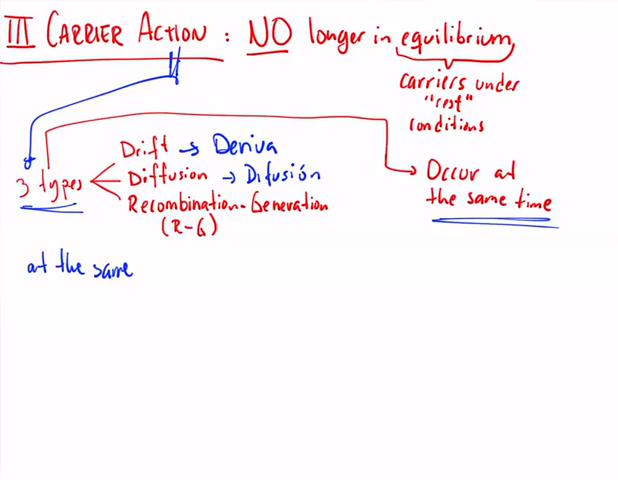 III CARRIER ACTION : NO longer in equilibrium,
carriers under
"rest"
conditions
Drift → Deriva
3 types
Diffusion → Difusión
Recombination-Generation
(R-G)
Occur at
the same time
at the same